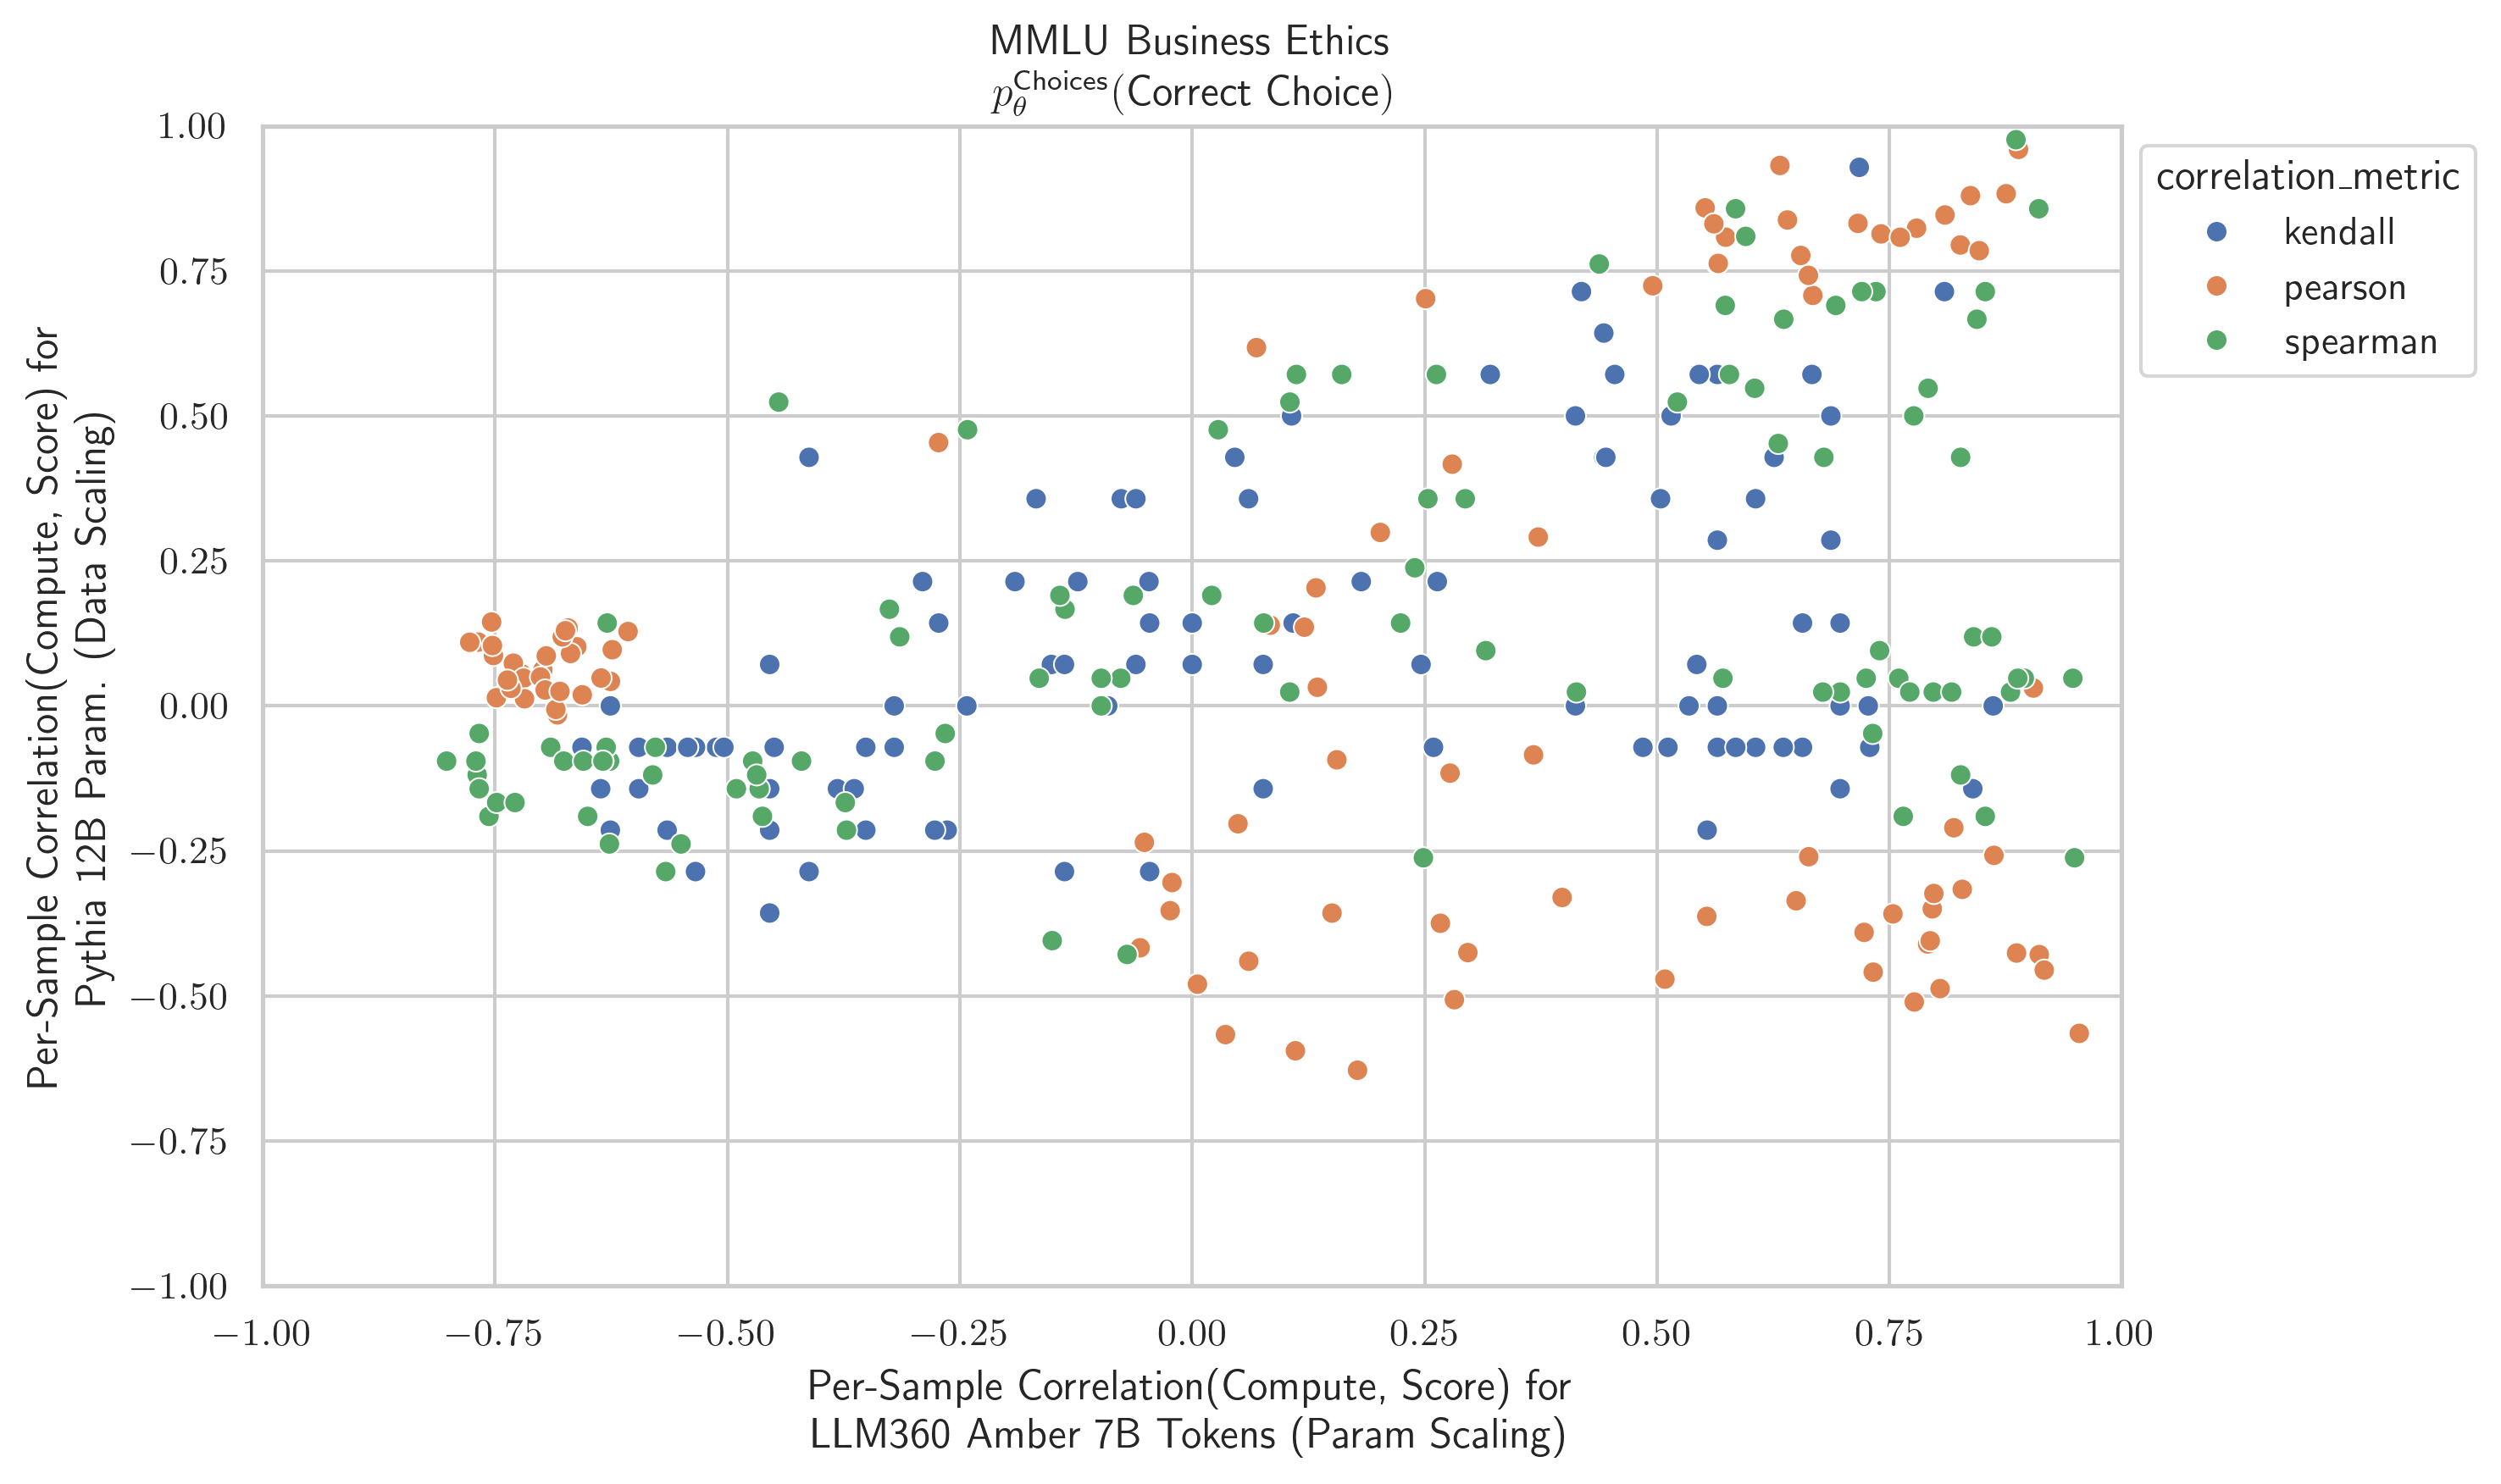 MMLU Business Ethics
p_θ^Choices(Correct Choice)
1.00
0.75
0.50
0.25
0.00
−0.25
−0.50
−0.75
−1.00
Per-Sample Correlation(Compute, Score) for
Pythia 12B Param. (Data Scaling)
−1.00
−0.75
−0.50
−0.25
0.00
0.25
0.50
0.75
1.00
Per-Sample Correlation(Compute, Score) for
LLM360 Amber 7B Tokens (Param Scaling)
correlation_metric
kendall
pearson
spearman